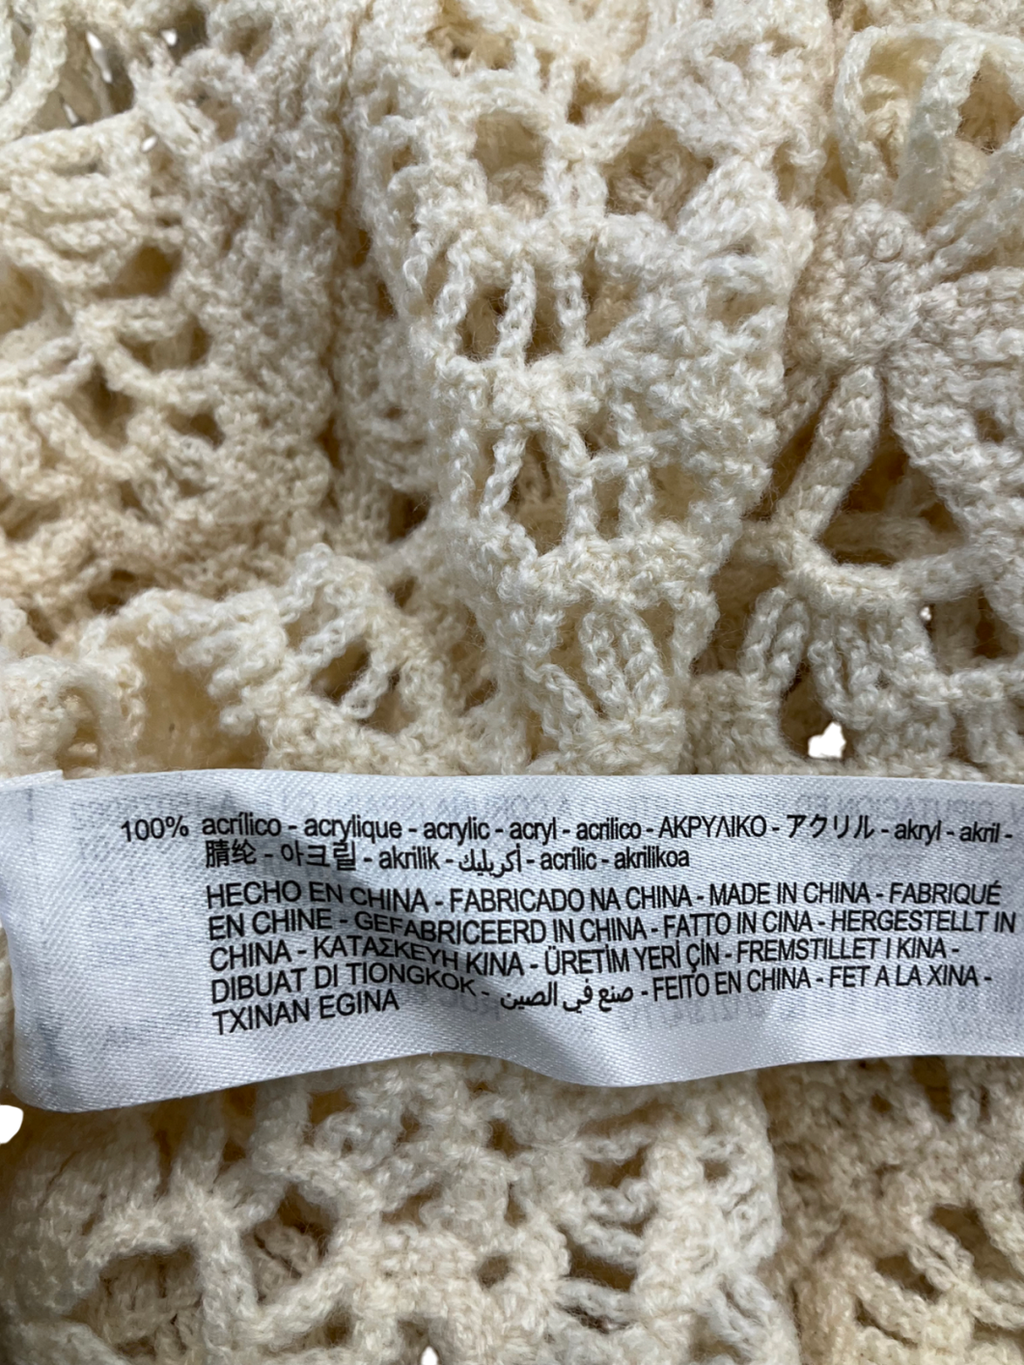 100% acrílico - acrylique - acrylic - acryl - acrilico - ΑΚΡΥΛΙΚΟ - アクリル - akryl - akril -
腈纶 - 아크릴 - akrilik - أكريليك - acrílic - akrilikoa
HECHO EN CHINA - FABRICADO NA CHINA - MADE IN CHINA - FABRIQUÉ
EN CHINE - GEFABRICEERD IN CHINA - FATTO IN CINA - HERGESTELLT IN
CHINA - ΚΑΤΑΣΚΕΥΗ ΚΙΝΑ - ÜRETİM YERİ ÇİN - FREMSTILLET I KINA -
DIBUAT DI TIONGKOK - صنع في الصين - FEITO EN CHINA - FET A LA XINA -
TXINAN EGINA